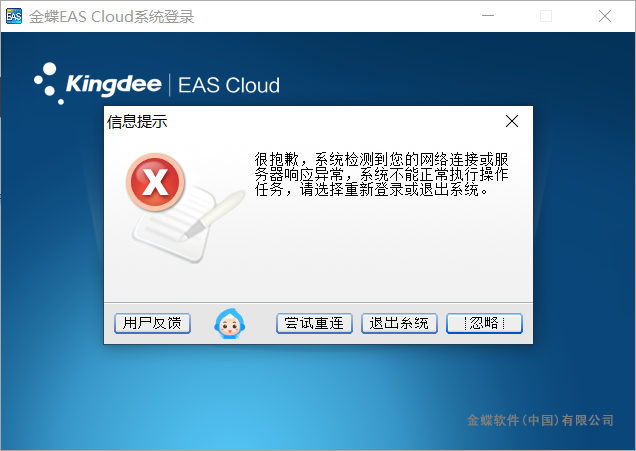 EAS
金蝶EAS Cloud系统登录
Kingdee EAS Cloud
信息提示
很抱歉，系统检测到您的网络连接或服
务器响应异常，系统不能正常执行操作
任务，请选择重新登录或退出系统。
用户反馈
尝试重连
退出系统
忽略
金蝶软件(中国)有限公司